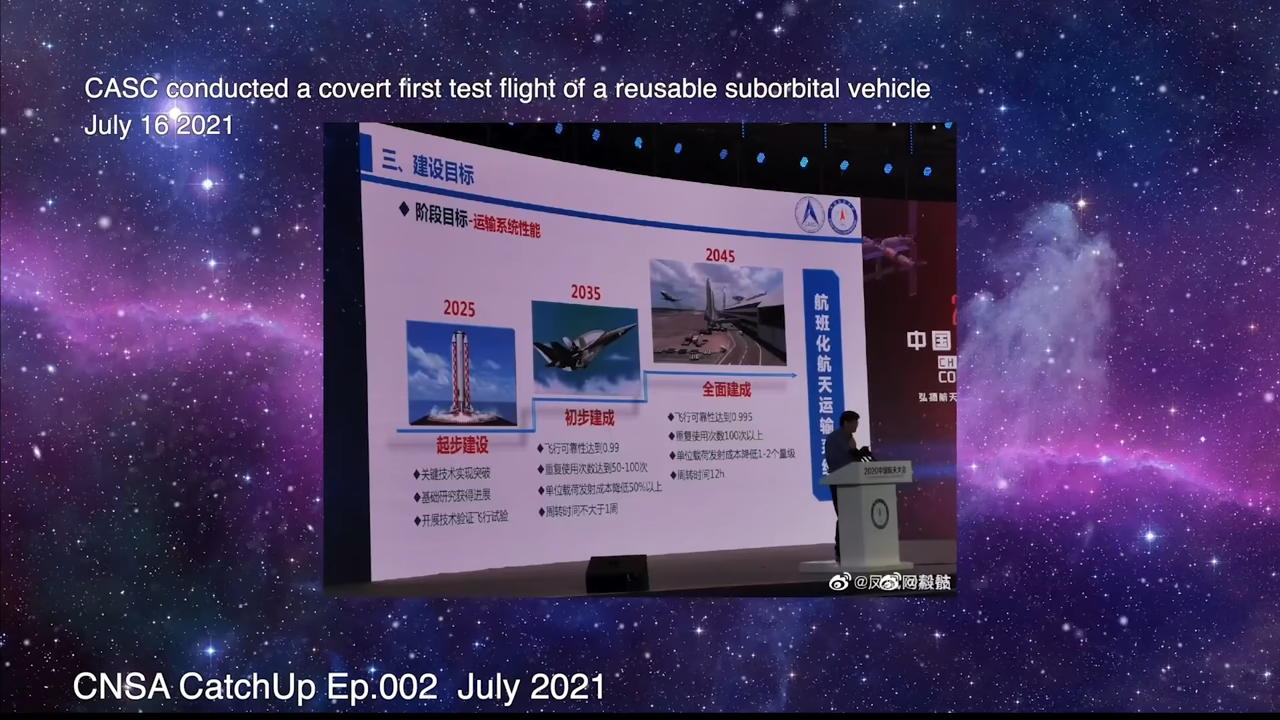 CASC conducted a covert first test flight of a reusable suborbital vehicle
July 16 2021
三、建设目标
◆ 阶段目标-运输系统性能
2025
起步建设
◆关键技术实现突破
◆基础研究获得进展
◆开展技术验证飞行试验
2035
初步建成
◆飞行可靠性达到0.99
◆重复使用次数达到50-100次
◆单位载荷发射成本降低50%以上
◆周转时间不大于1周
2045
全面建成
◆飞行可靠性达到0.995
◆重复使用次数100次以上
◆单位载荷发射成本降低1-2个量级
◆周转时间12h
航班化航天运输
中国
CH
CO
弘扬航天
2020中国航天大会
CNSA CatchUp Ep.002 July 2021